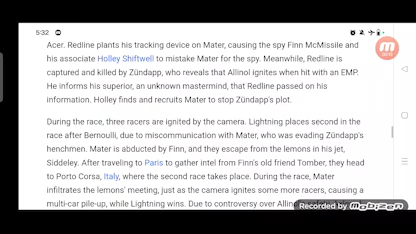 5:32
Acer. Redline plants his tracking device on Mater, causing the spy Finn McMissile and
his associate Holley Shiftwell to mistake Mater for the spy. Meanwhile, Redline is
captured and killed by Zündapp, who reveals that Allinol ignites when hit with an EMP.
He informs his superior, an unknown mastermind, that Redline passed on his
information. Holley finds and recruits Mater to stop Zündapp's plot.
During the race, three racers are ignited by the camera. Lightning places second in the
race after Bernoulli, due to miscommunication with Mater, who was evading Zündapp's
henchmen. Mater is abducted by Finn, and they escape from the lemons in his jet,
Siddeley. After traveling to Paris to gather intel from Finn's old friend Tomber, they head
to Porto Corsa, Italy, where the second race takes place. During the race, Mater
infiltrates the lemons' meeting, just as the camera ignites some more racers, causing a
multi-car pile-up, while Lightning wins. Due to controversy over
Recorded by Mobizen